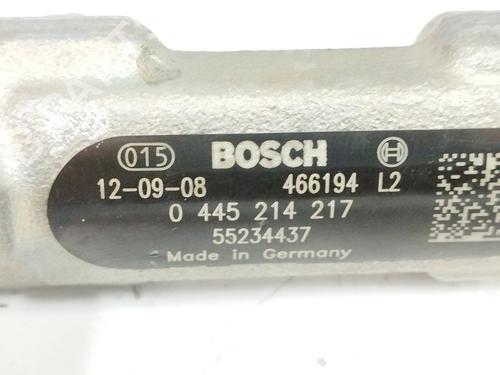 015 BOSCH
12-09-08 466194 L2
0 445 214 217
55234437
Made in Germany